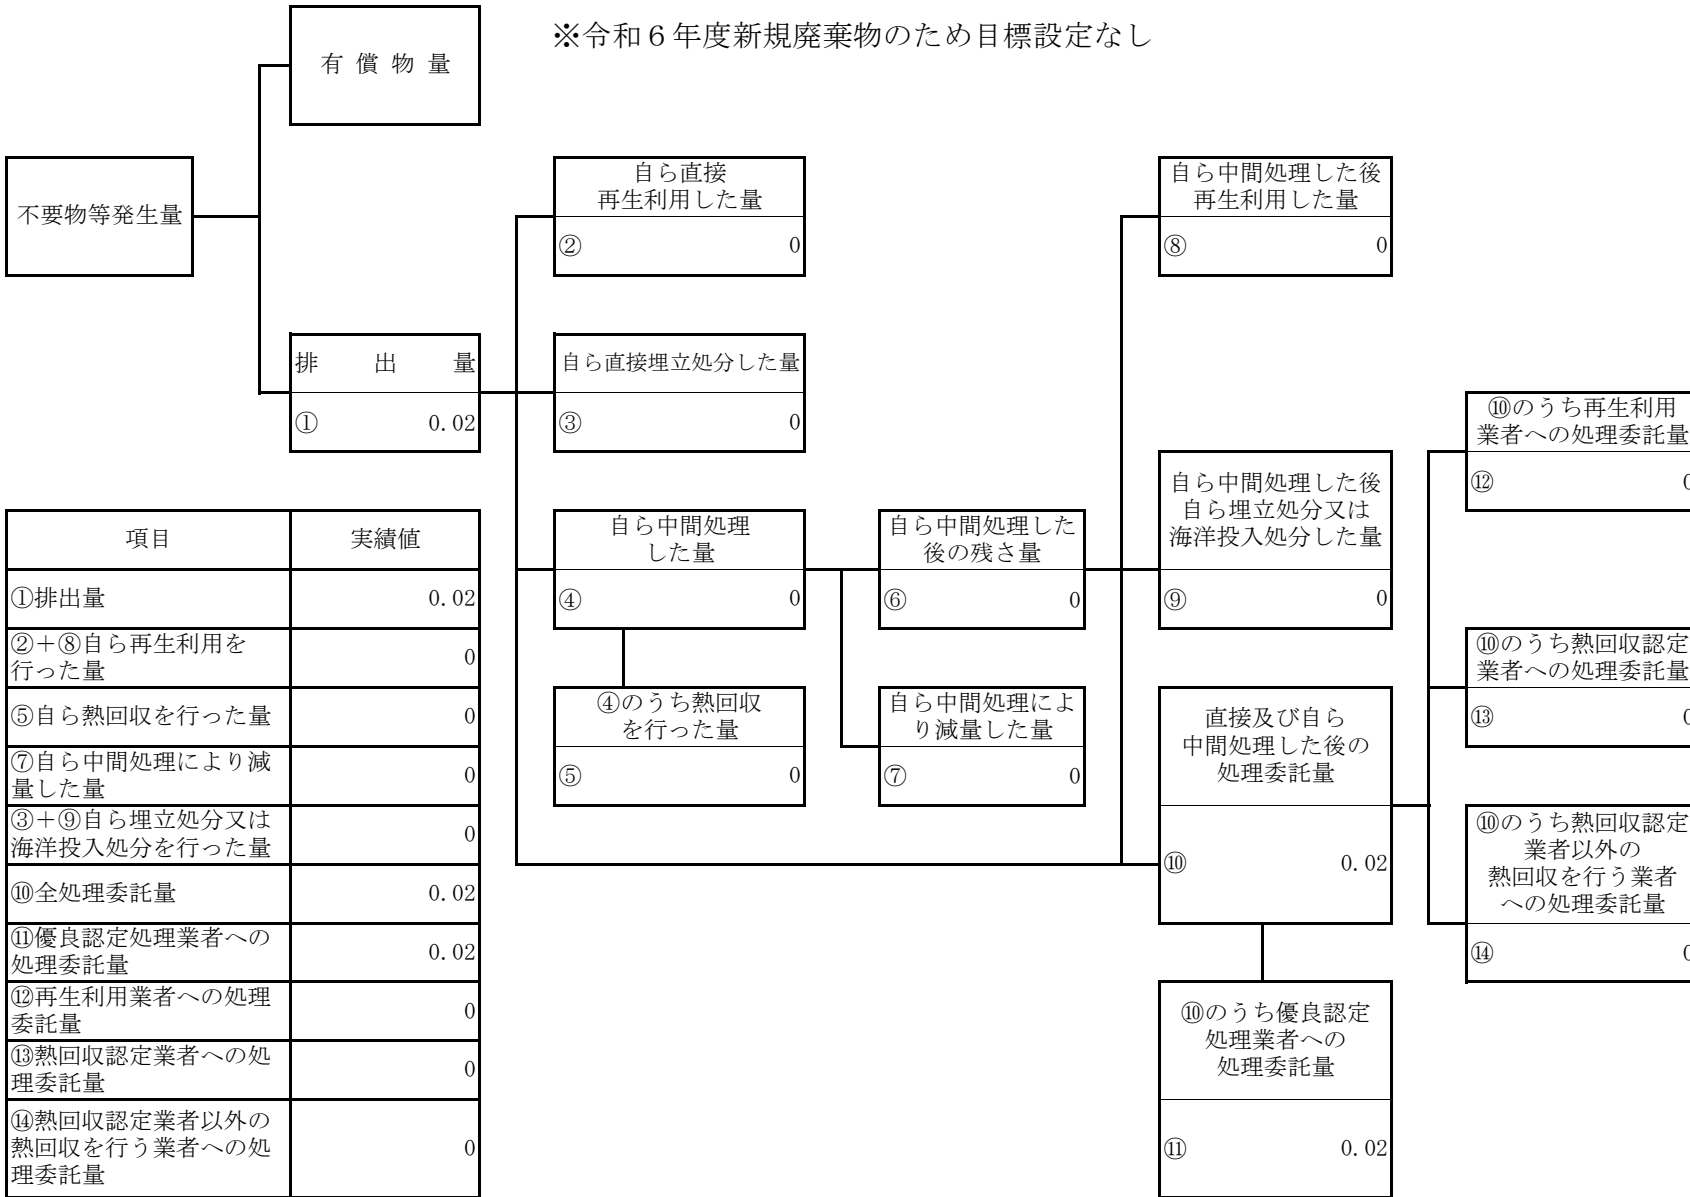 ※令和６年度新規廃棄物のため目標設定なし
有 償 物 量
不要物等発生量
自ら直接
再生利用した量
② 0
自ら中間処理した後
再生利用した量
⑧ 0
排 出 量
① 0.02
自ら直接埋立処分した量
③ 0
⑩のうち再生利用
業者への処理委託量
⑫ 0
自ら中間処理
した量
④ 0
自ら中間処理した
後の残さ量
⑥ 0
自ら中間処理した後
自ら埋立処分又は
海洋投入処分した量
⑨ 0
④のうち熱回収
を行った量
⑤ 0
自ら中間処理によ
り減量した量
⑦ 0
直接及び自ら
中間処理した後の
処理委託量
⑩ 0.02
⑩のうち熱回収認定
業者への処理委託量
⑬ 0
⑩のうち熱回収認定
業者以外の
熱回収を行う業者
への処理委託量
⑭ 0
⑩のうち優良認定
処理業者への
処理委託量
⑪ 0.02
項目 実績値
①排出量 0.02
②＋⑧自ら再生利用を
行った量 0
⑤自ら熱回収を行った量 0
⑦自ら中間処理により減
量した量 0
③＋⑨自ら埋立処分又は
海洋投入処分を行った量 0
⑩全処理委託量 0.02
⑪優良認定処理業者への
処理委託量 0.02
⑫再生利用業者への処理
委託量 0
⑬熱回収認定業者への処
理委託量 0
⑭熱回収認定業者以外の
熱回収を行う業者への処
理委託量 0